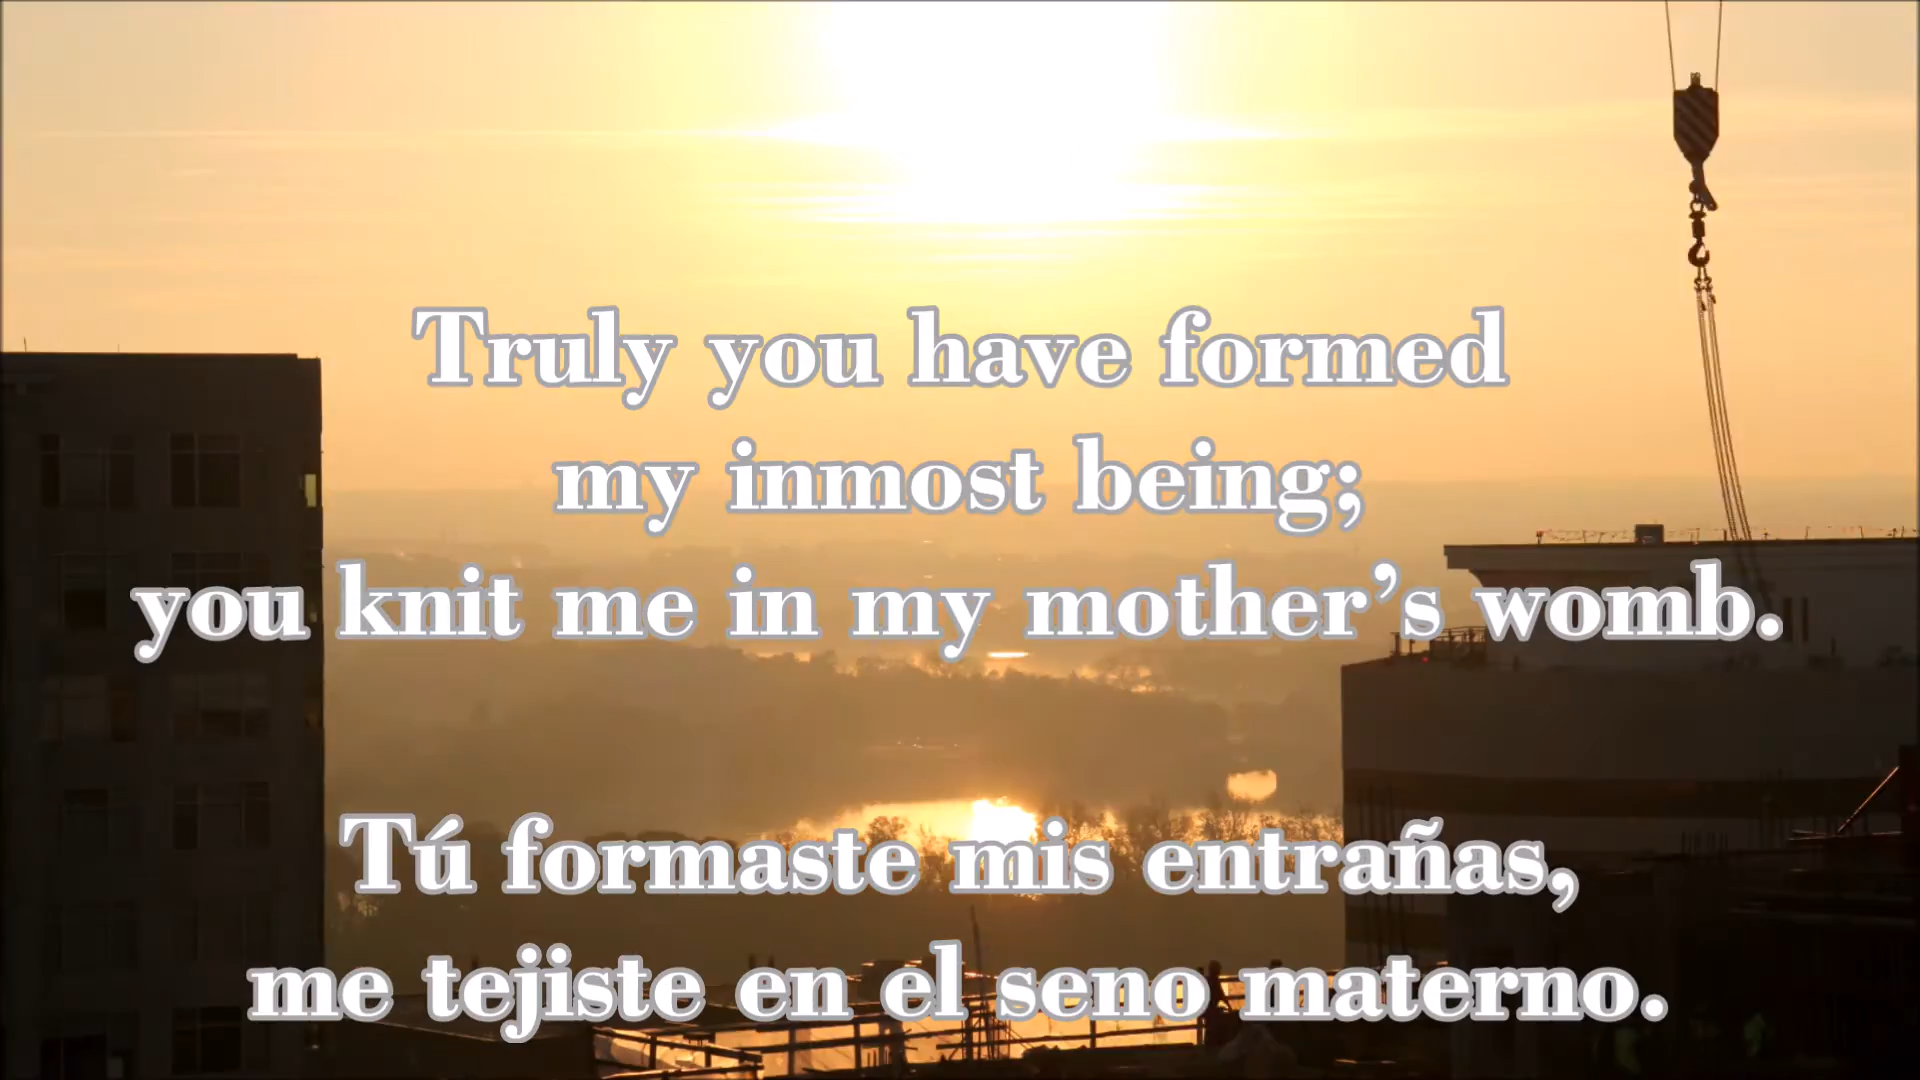 Truly you have formed
my inmost being;
you knit me in my mother’s womb.
Tú formaste mis entrañas,
me tejiste en el seno materno.